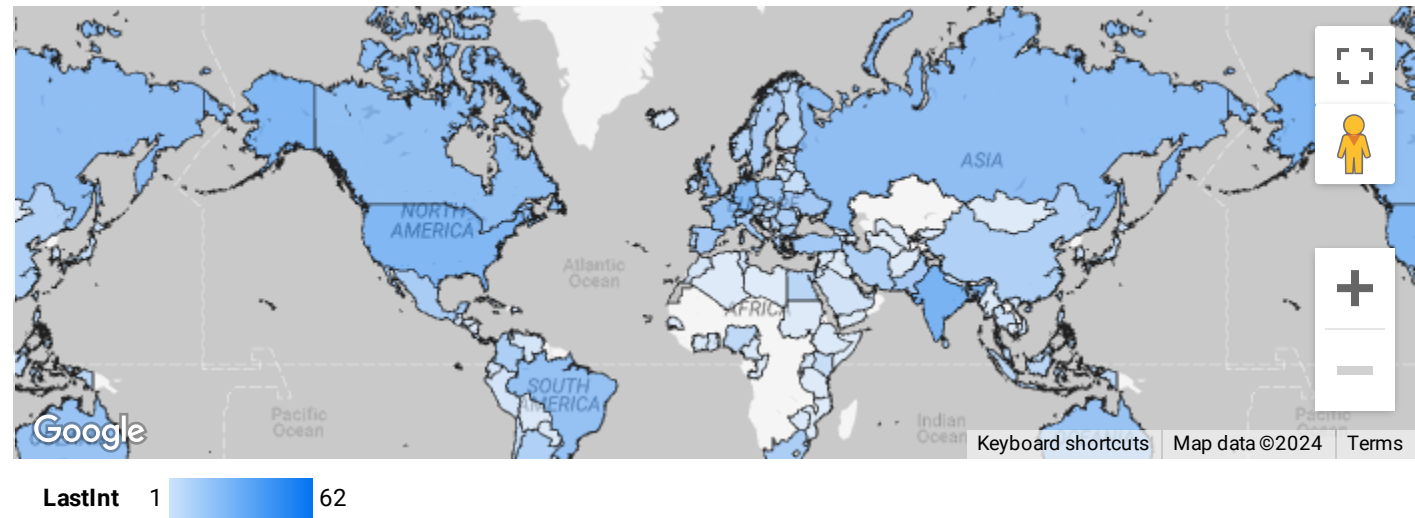 ASIA
NORTH
AMERICA
EUROPE
Atlantic
Ocean
AFRICA
SOUTH
AMERICA
Pacific
Ocean
Indian
Ocean
Pacific
Ocean
Google
Keyboard shortcuts
Map data ©2024
Terms
LastInt 1 62